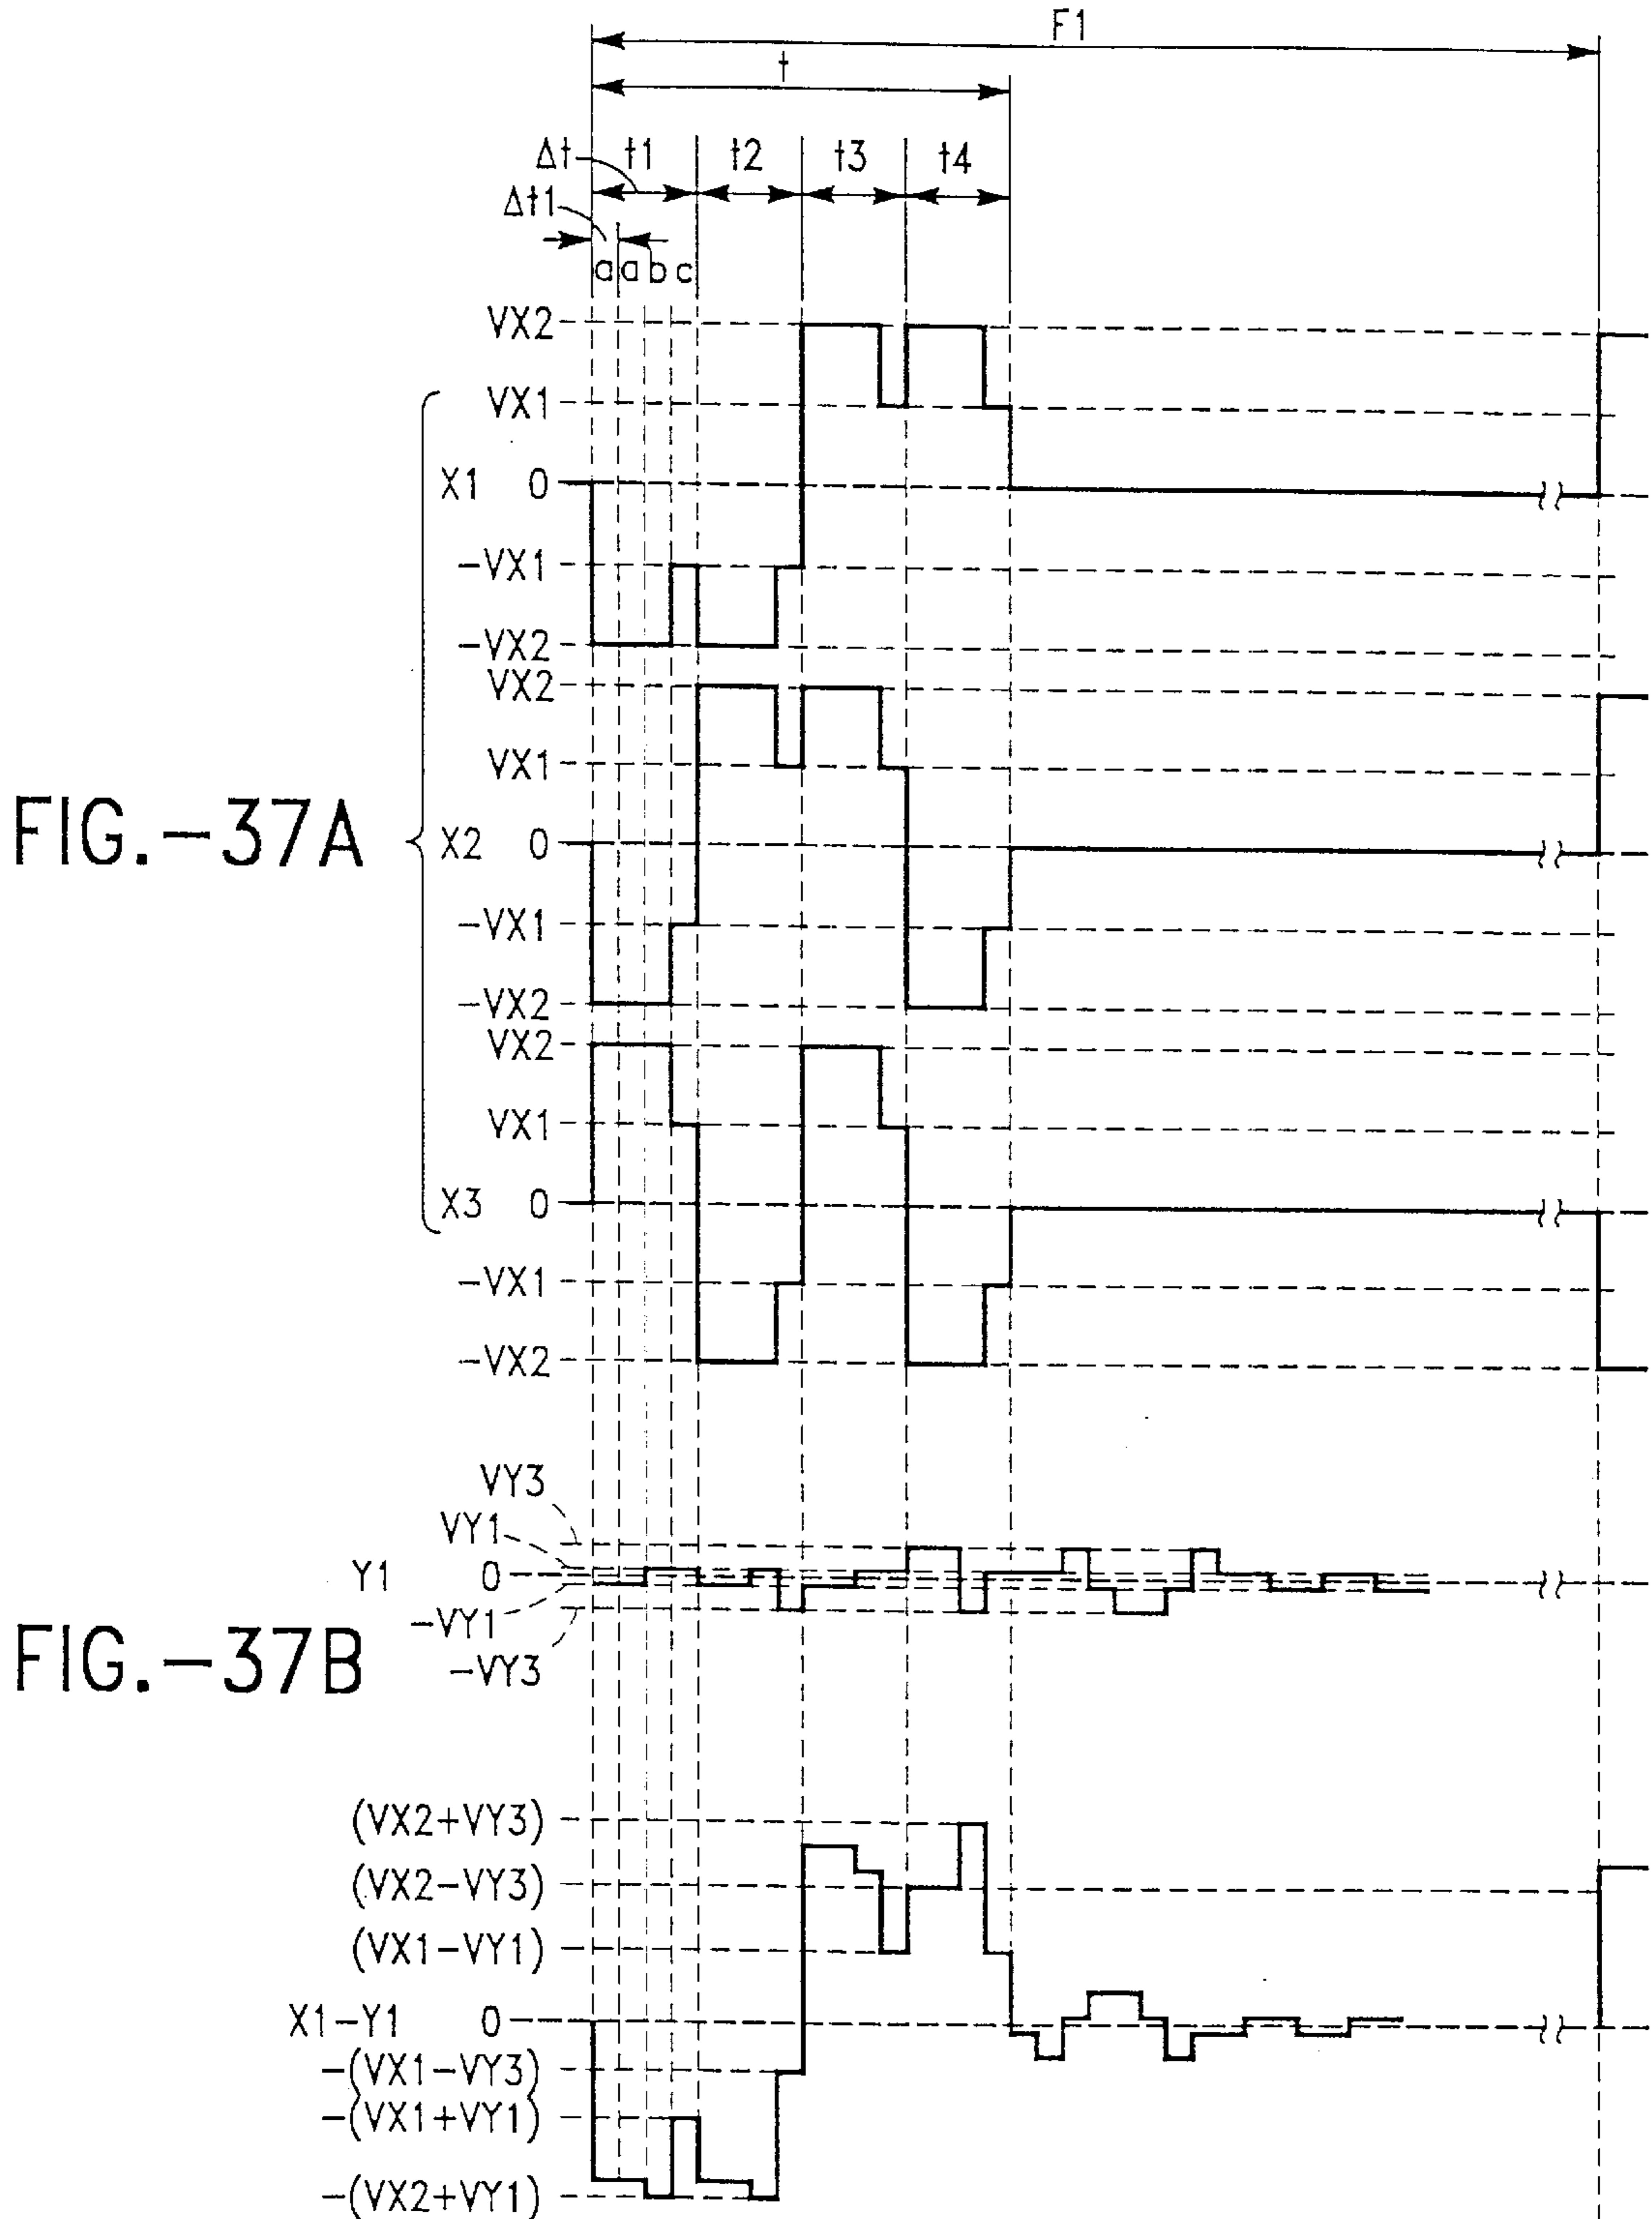 F1
t
Δt t1 t2 t3 t4
Δt1
a a b c
VX2
VX1
X1 0
-VX1
-VX2
VX2
VX1
FIG.-37A X2 0
-VX1
-VX2
VX2
VX1
X3 0
-VX1
-VX2
VY3
VY1
Y1 0
-VY1
FIG.-37B
-VY3
(VX2+VY3)
(VX2-VY3)
(VX1-VY1)
X1-Y1 0
-(VX1-VY3)
-(VX1+VY1)
-(VX2+VY1)